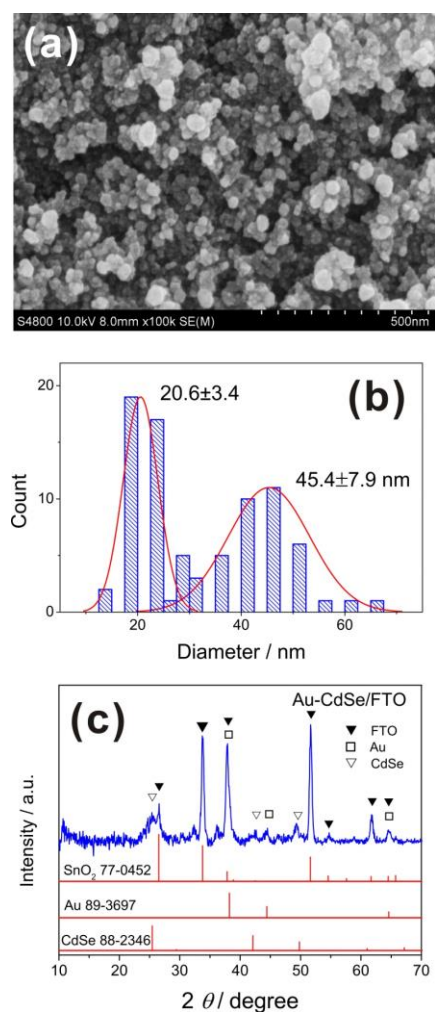 (a)
S4800 10.0kV 8.0mm x100k SE(M)
500nm
(b)
20.6±3.4
45.4±7.9 nm
Count
20
10
0
20
40
60
Diameter / nm
(c)
Au-CdSe/FTO
▼ FTO
□ Au
▽ CdSe
Intensity / a.u.
SnO₂ 77-0452
Au 89-3697
CdSe 88-2346
10 20 30 40 50 60 70
2 θ / degree